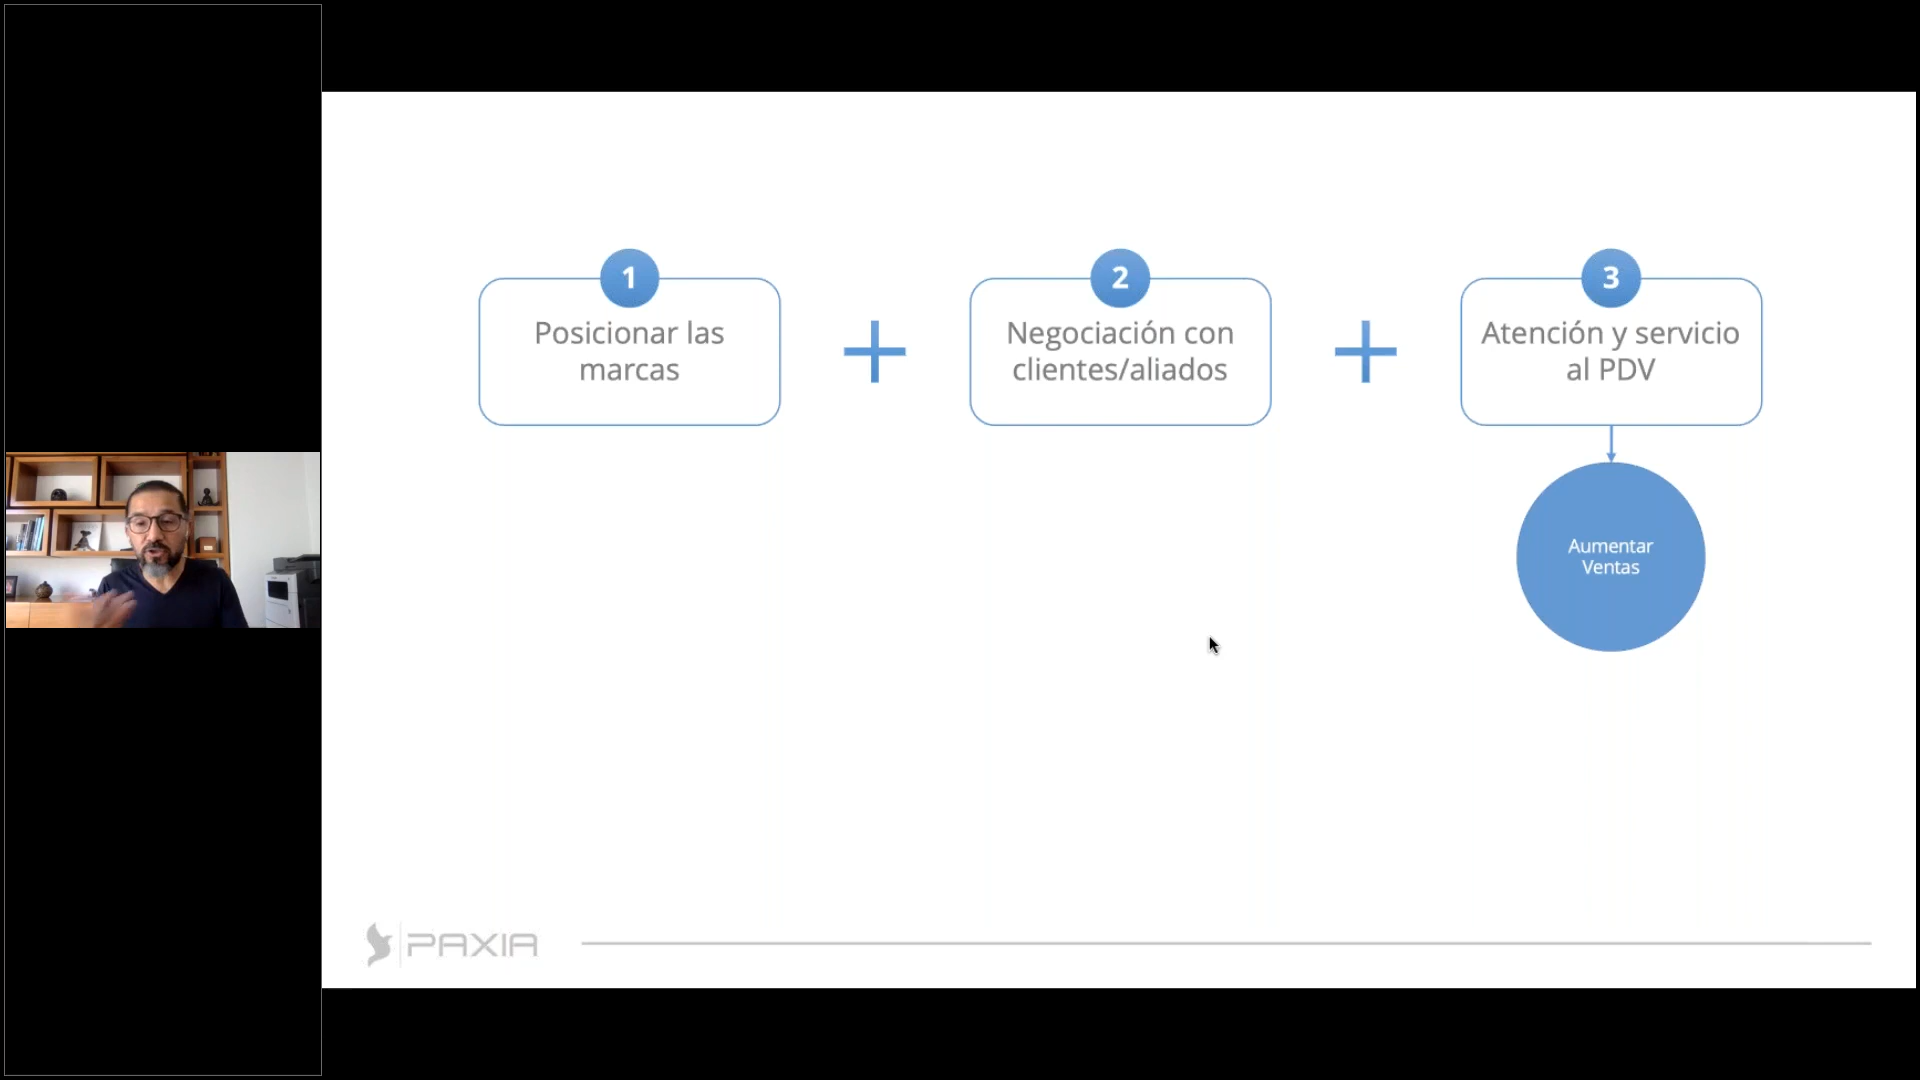 1
Posicionar las
marcas
2
Negociación con
clientes/aliados
3
Atención y servicio
al PDV
Aumentar
Ventas
PAXIA